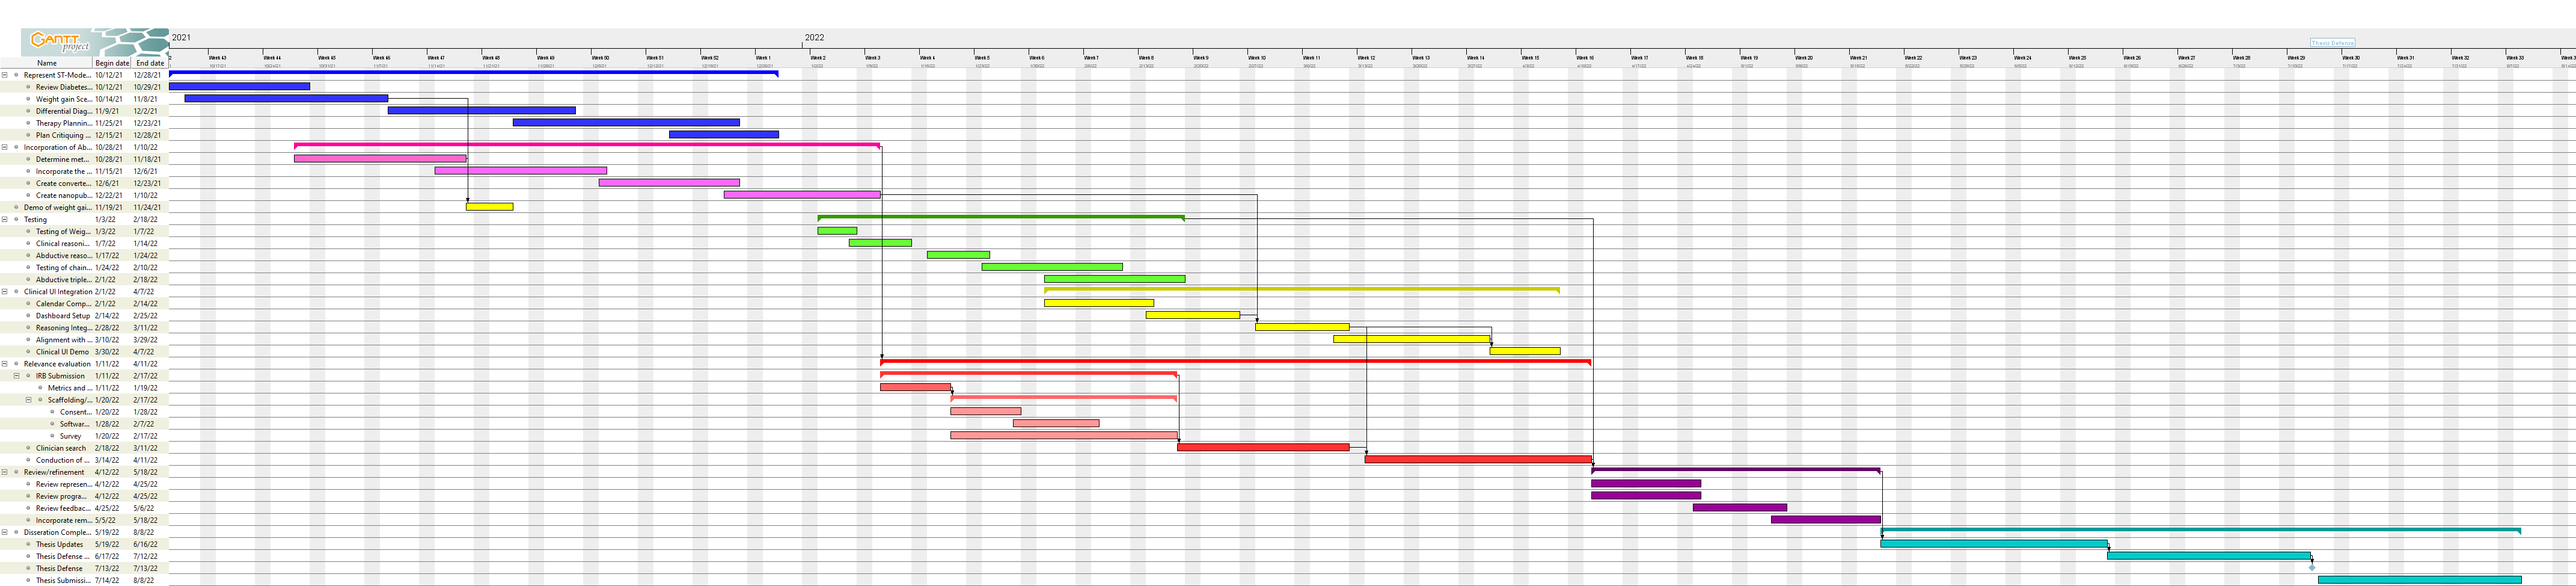 GANTT
project
2021
2022
Thesis Defense
Week 43 Week 44 Week 45 Week 46 Week 47 Week 48 Week 49 Week 50 Week 51 Week 52 Week 1 Week 2 Week 3 Week 4 Week 5 Week 6 Week 7 Week 8 Week 9 Week 10 Week 11 Week 12 Week 13 Week 14 Week 15 Week 16 Week 17 Week 18 Week 19 Week 20 Week 21 Week 22 Week 23 Week 24 Week 25 Week 26 Week 27 Week 28 Week 29 Week 30 Week 31 Week 32 Week 33
Name Begin date End date
Represent ST-Mode... 10/12/21 12/28/21
Review Diabetes... 10/12/21 10/29/21
Weight gain Sce... 10/14/21 11/8/21
Differential Diag... 11/9/21 12/2/21
Therapy Plannin... 11/25/21 12/23/21
Plan Critiquing ... 12/15/21 12/28/21
Incorporation of Ab... 10/28/21 1/10/22
Determine met... 10/28/21 11/18/21
Incorporate the ... 11/15/21 12/6/21
Create converte... 12/6/21 12/23/21
Create nanopub... 12/22/21 1/10/22
Demo of weight gai... 11/19/21 11/24/21
Testing 1/3/22 2/18/22
Testing of Weig... 1/3/22 1/7/22
Clinical reasoni... 1/7/22 1/14/22
Abductive reaso... 1/17/22 1/24/22
Testing of chain... 1/24/22 2/10/22
Abductive triple... 2/1/22 2/18/22
Clinical UI Integration 2/1/22 4/7/22
Calendar Comp... 2/1/22 2/14/22
Dashboard Setup 2/14/22 2/25/22
Reasoning Integ... 2/28/22 3/11/22
Alignment with ... 3/10/22 3/29/22
Clinical UI Demo 3/30/22 4/7/22
Relevance evaluation 1/11/22 4/11/22
IRB Submission 1/11/22 2/17/22
Metrics and ... 1/11/22 1/19/22
Scaffolding/... 1/20/22 2/17/22
Consent... 1/20/22 1/28/22
Softwar... 1/28/22 2/7/22
Survey 1/20/22 2/17/22
Clinician search 2/18/22 3/11/22
Conduction of ... 3/14/22 4/11/22
Review/refinement 4/12/22 5/18/22
Review represen... 4/12/22 4/25/22
Review progra... 4/12/22 4/25/22
Review feedbac... 4/25/22 5/6/22
Incorporate rem... 5/5/22 5/18/22
Disseration Comple... 5/19/22 8/8/22
Thesis Updates 5/19/22 6/16/22
Thesis Defense ... 6/17/22 7/12/22
Thesis Defense 7/13/22 7/13/22
Thesis Submissi... 7/14/22 8/8/22